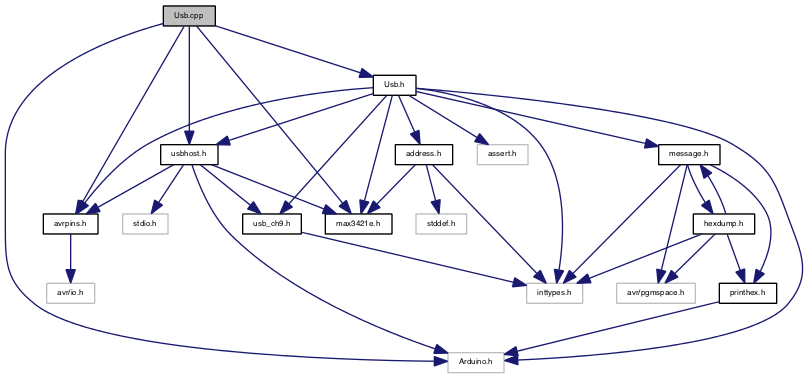 Usb.cpp
Usb.h
usbhost.h
address.h
assert.h
message.h
avrpins.h
stdio.h
usb_ch9.h
max3421e.h
stddef.h
hexdump.h
avr/io.h
inttypes.h
avr/pgmspace.h
printhex.h
Arduino.h